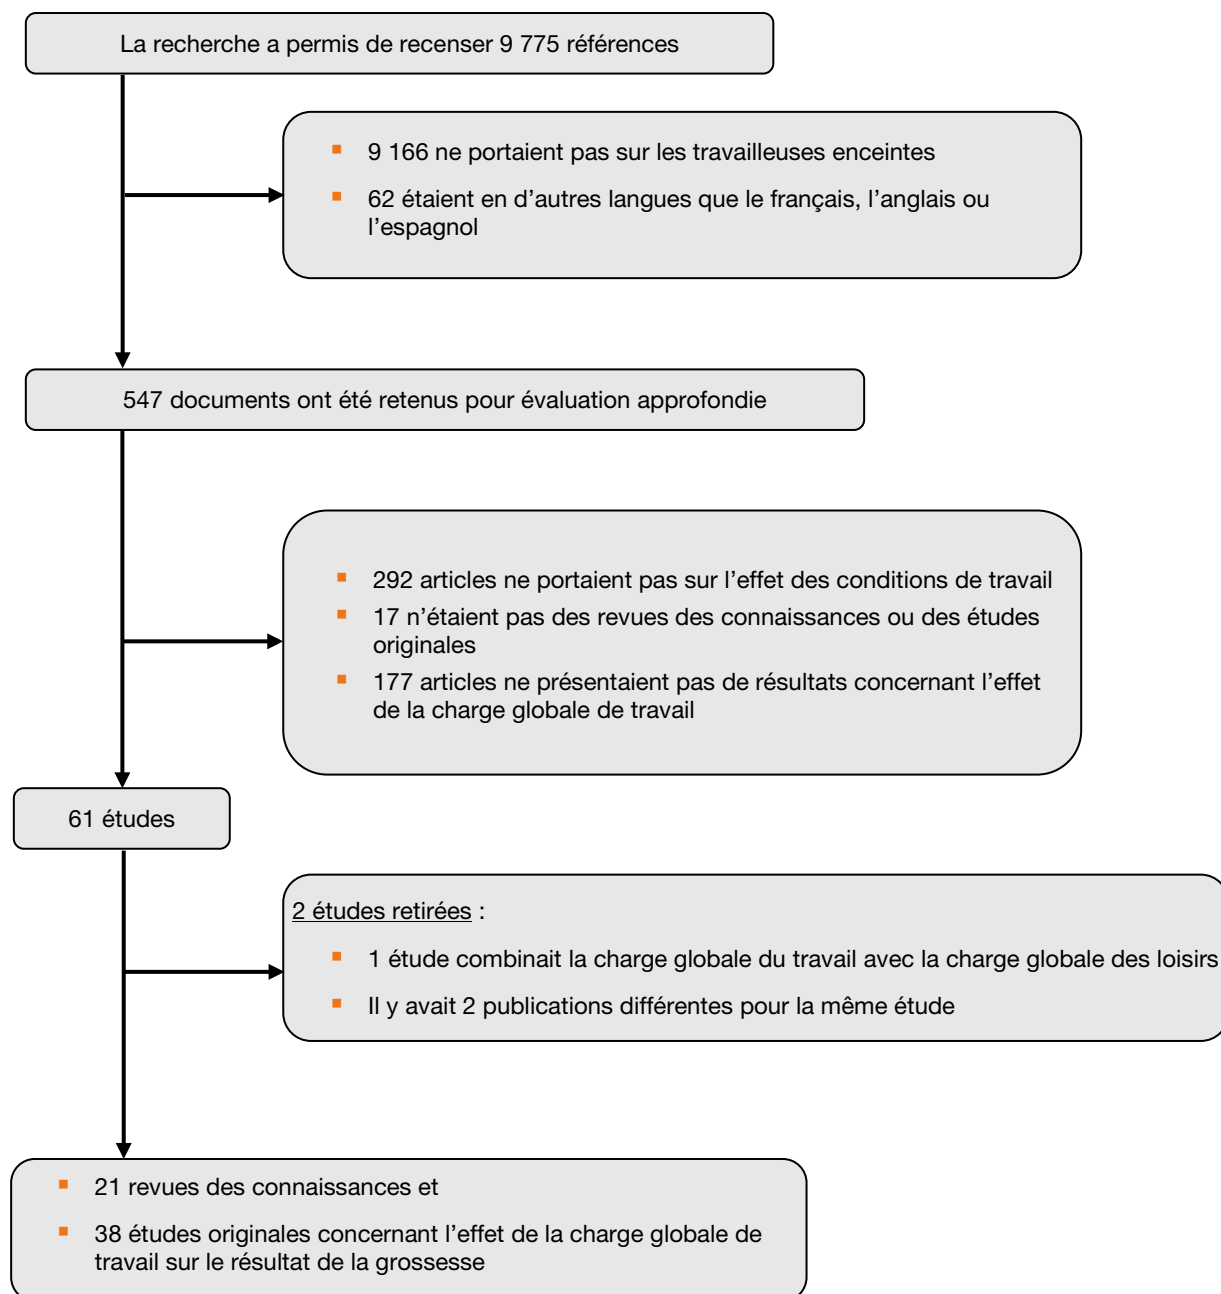 La recherche a permis de recenser 9 775 références
▪ 9 166 ne portaient pas sur les travailleuses enceintes
▪ 62 étaient en d’autres langues que le français, l’anglais ou
l’espagnol
547 documents ont été retenus pour évaluation approfondie
▪ 292 articles ne portaient pas sur l’effet des conditions de travail
▪ 17 n’étaient pas des revues des connaissances ou des études
originales
▪ 177 articles ne présentaient pas de résultats concernant l’effet
de la charge globale de travail
61 études
2 études retirées :
▪ 1 étude combinait la charge globale du travail avec la charge globale des loisirs
▪ Il y avait 2 publications différentes pour la même étude
▪ 21 revues des connaissances et
▪ 38 études originales concernant l’effet de la charge globale de
travail sur le résultat de la grossesse